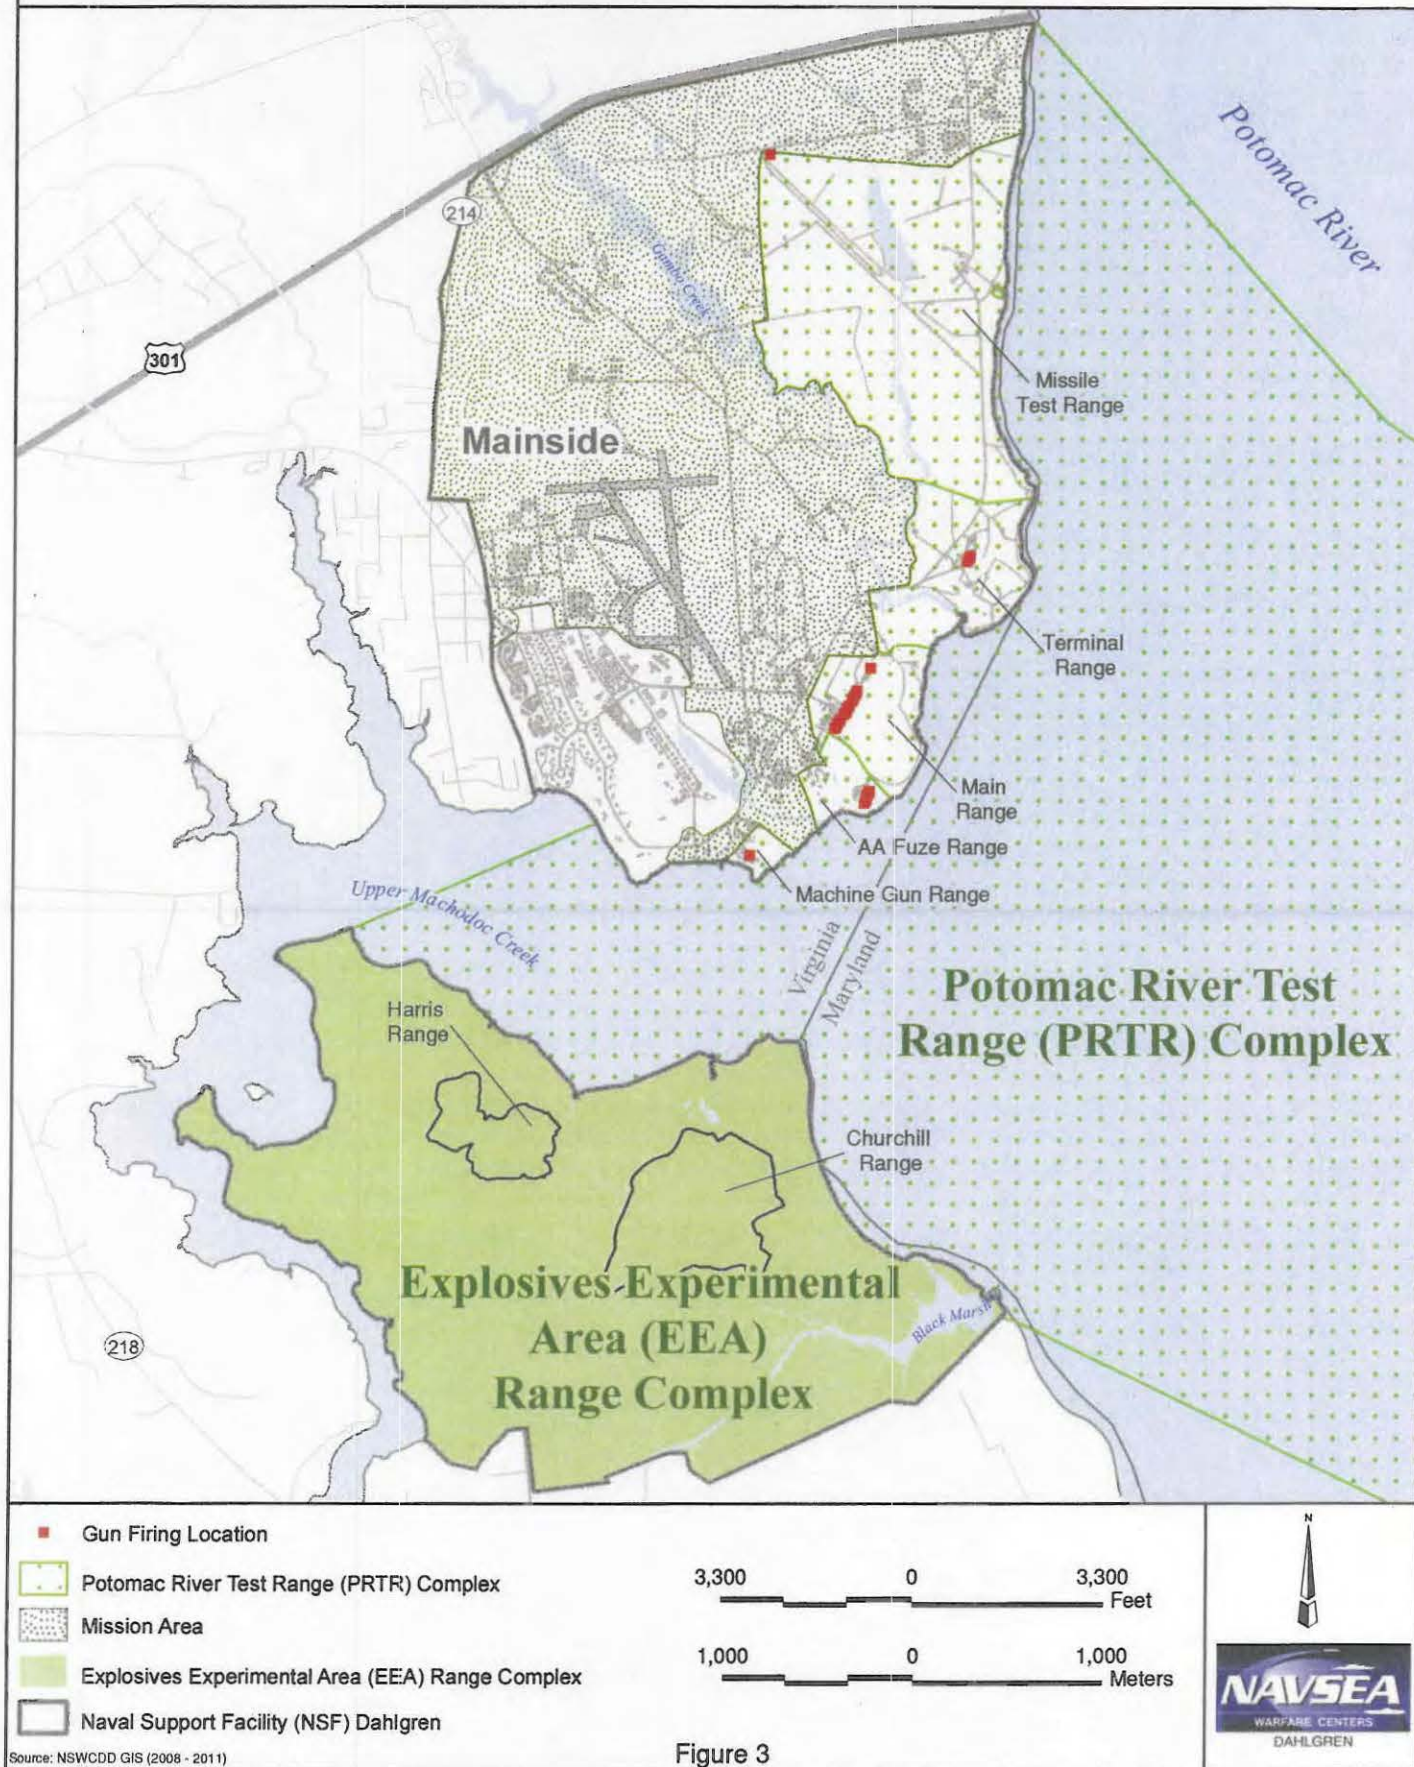 Potomac River
214
Gambo Creek
301
Missile
Test Range
Mainside
Terminal
Range
Main
Range
AA Fuze Range
Machine Gun Range
Upper Machodoc Creek
Virginia
Maryland
Potomac River Test
Range (PRTR) Complex
Harris
Range
Churchill
Range
Explosives Experimental
Area (EEA)
Range Complex
Black Marsh
218
Gun Firing Location
Potomac River Test Range (PRTR) Complex
Mission Area
Explosives Experimental Area (EEA) Range Complex
Naval Support Facility (NSF) Dahlgren
3,300 0 3,300
Feet
1,000 0 1,000
Meters
N
NAVSEA
WARFARE CENTERS
DAHLGREN
Source: NSWCDD GIS (2008 - 2011)
Figure 3